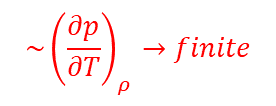 ~ (∂p/∂T)_ρ → finite